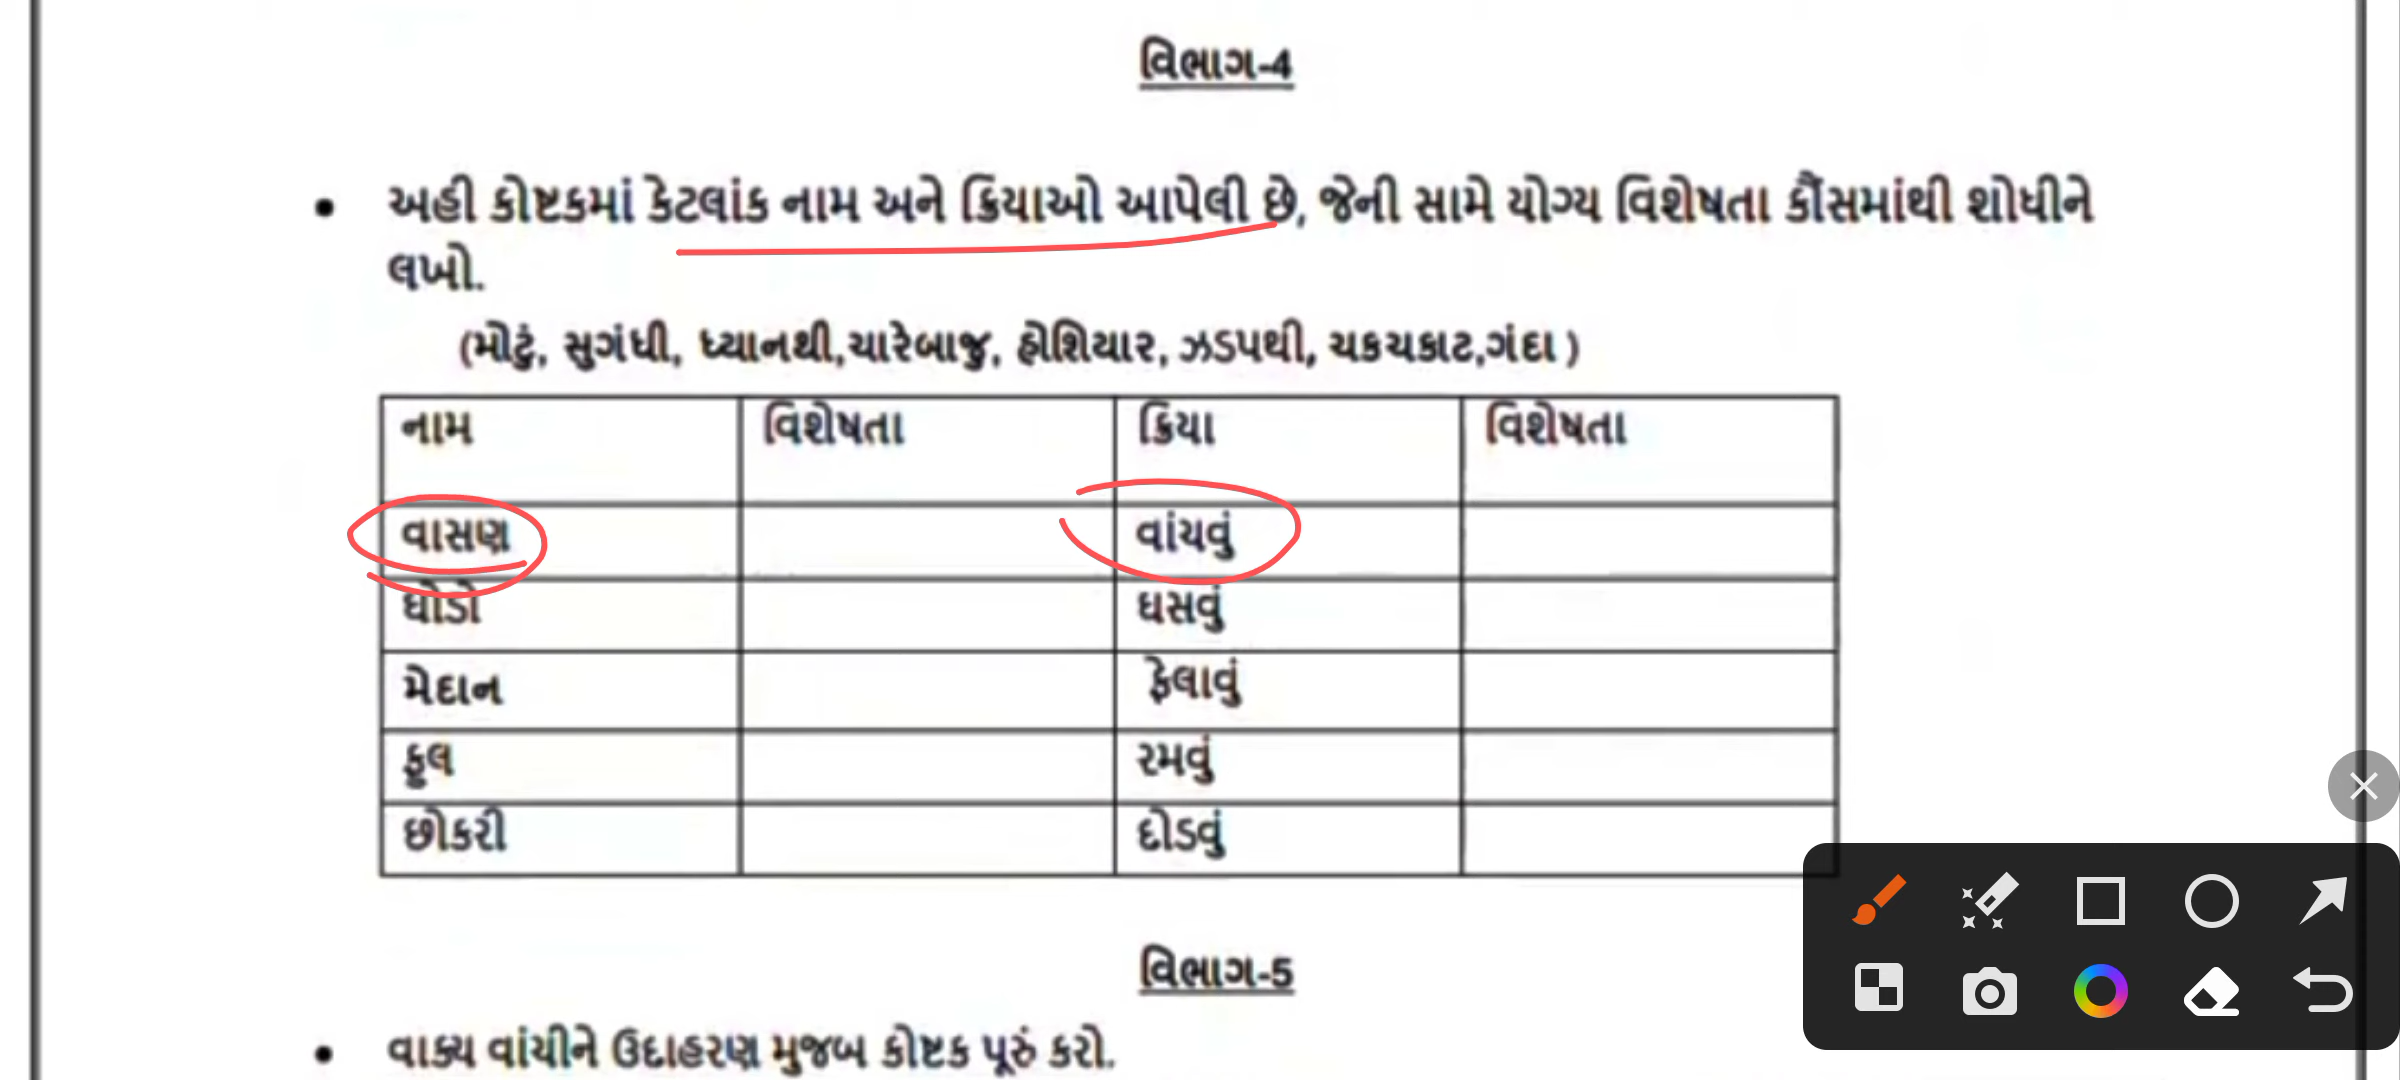 વિભાગ-4
• અહી કોષ્ટકમાં કેટલાંક નામ અને ક્રિયાઓ આપેલી છે, જેની સામે યોગ્ય વિશેષતા કૌંસમાંથી શોધીને
લખો.
(મોટું, સુગંધી, ધ્યાનથી,ચારેબાજુ, હોશિયાર, ઝડપથી, ચકચકાટ,ગંદા )
નામ વિશેષતા ક્રિયા વિશેષતા
વાસણ વાંચવું
ઘોડો ઘસવું
મેદાન ફેલાવું
ફુલ રમવું
છોકરી દોડવું
વિભાગ-5
• વાક્ય વાંચીને ઉદાહરણ મુજબ કોષ્ટક પૂરું કરો.